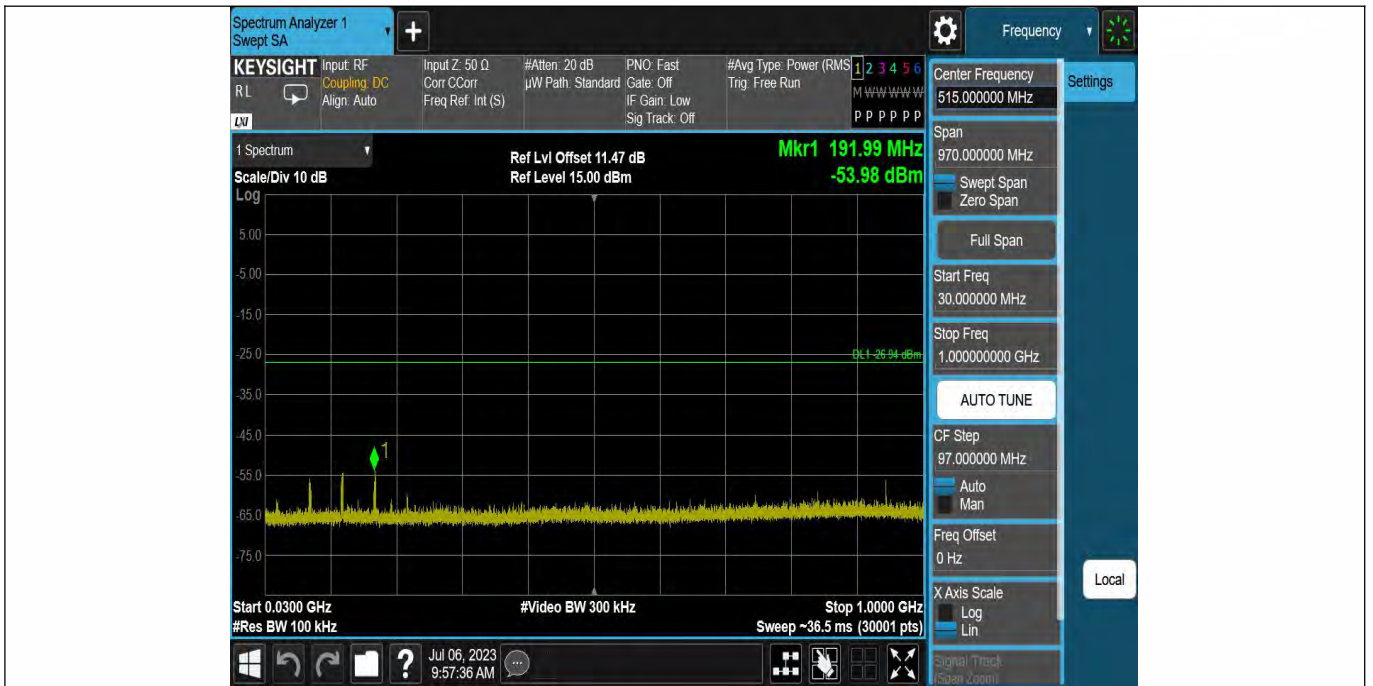 Spectrum Analyzer 1
Swept SA
+
Frequency
KEYSIGHT
RL
LXI
Input: RF
Coupling: DC
Align: Auto
Input Z: 50 Ω
Corr CCorr
Freq Ref: Int (S)
#Atten: 20 dB
µW Path: Standard
PNO: Fast
Gate: Off
IF Gain: Low
Sig Track: Off
#Avg Type: Power (RMS
Trig: Free Run
1 2 3 4 5 6
M W W W W W
P P P P P P
1 Spectrum
Scale/Div 10 dB
Log
Ref Lvl Offset 11.47 dB
Ref Level 15.00 dBm
Mkr1 191.99 MHz
-53.98 dBm
5.00
-5.00
-15.0
-25.0
-35.0
-45.0
-55.0
-65.0
-75.0
DL1 -26.94 dBm
1
Start 0.0300 GHz
#Res BW 100 kHz
#Video BW 300 kHz
Stop 1.0000 GHz
Sweep ~36.5 ms (30001 pts)
Center Frequency
515.000000 MHz
Span
970.000000 MHz
Swept Span
Zero Span
Full Span
Start Freq
30.000000 MHz
Stop Freq
1.000000000 GHz
AUTO TUNE
CF Step
97.000000 MHz
Auto
Man
Freq Offset
0 Hz
X Axis Scale
Log
Lin
Signal Track
(Span Zoom)
Settings
Local
?
Jul 06, 2023
9:57:36 AM